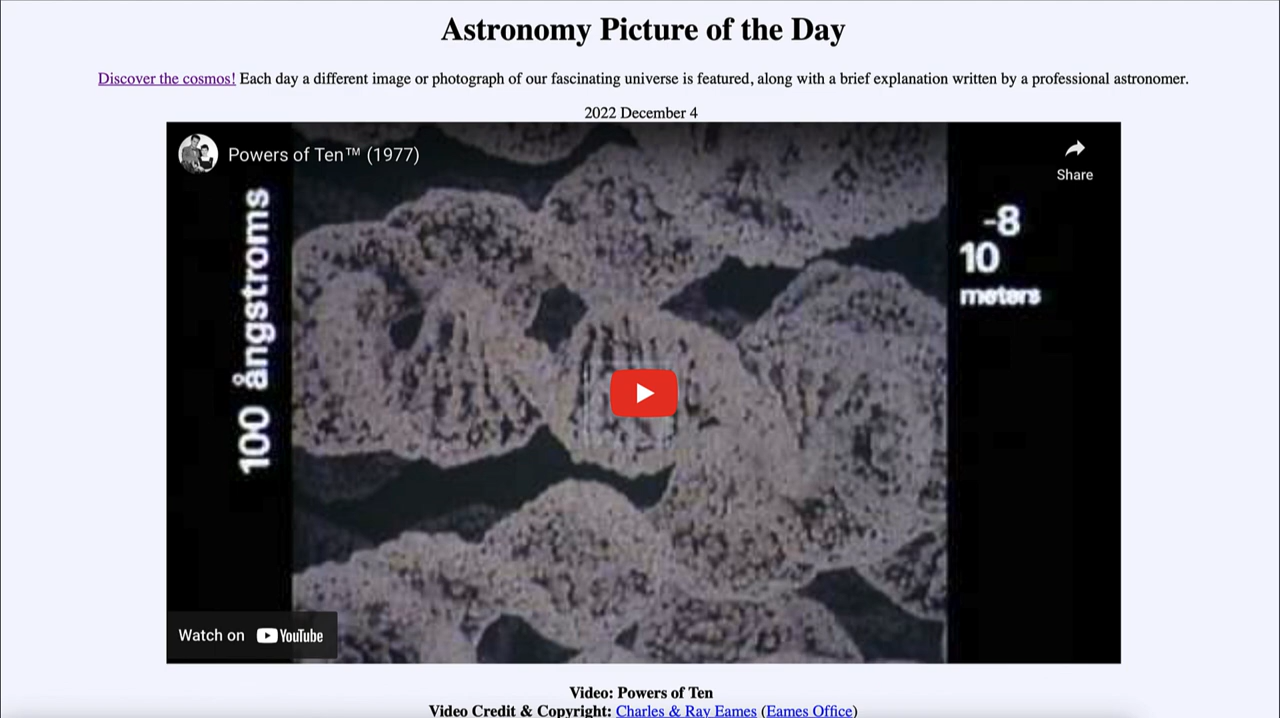 Astronomy Picture of the Day
Discover the cosmos! Each day a different image or photograph of our fascinating universe is featured, along with a brief explanation written by a professional astronomer.
2022 December 4
Powers of Ten™ (1977)
Share
100 ångstroms
-8
10
meters
Watch on YouTube
Video: Powers of Ten
Video Credit & Copyright: Charles & Ray Eames (Eames Office)